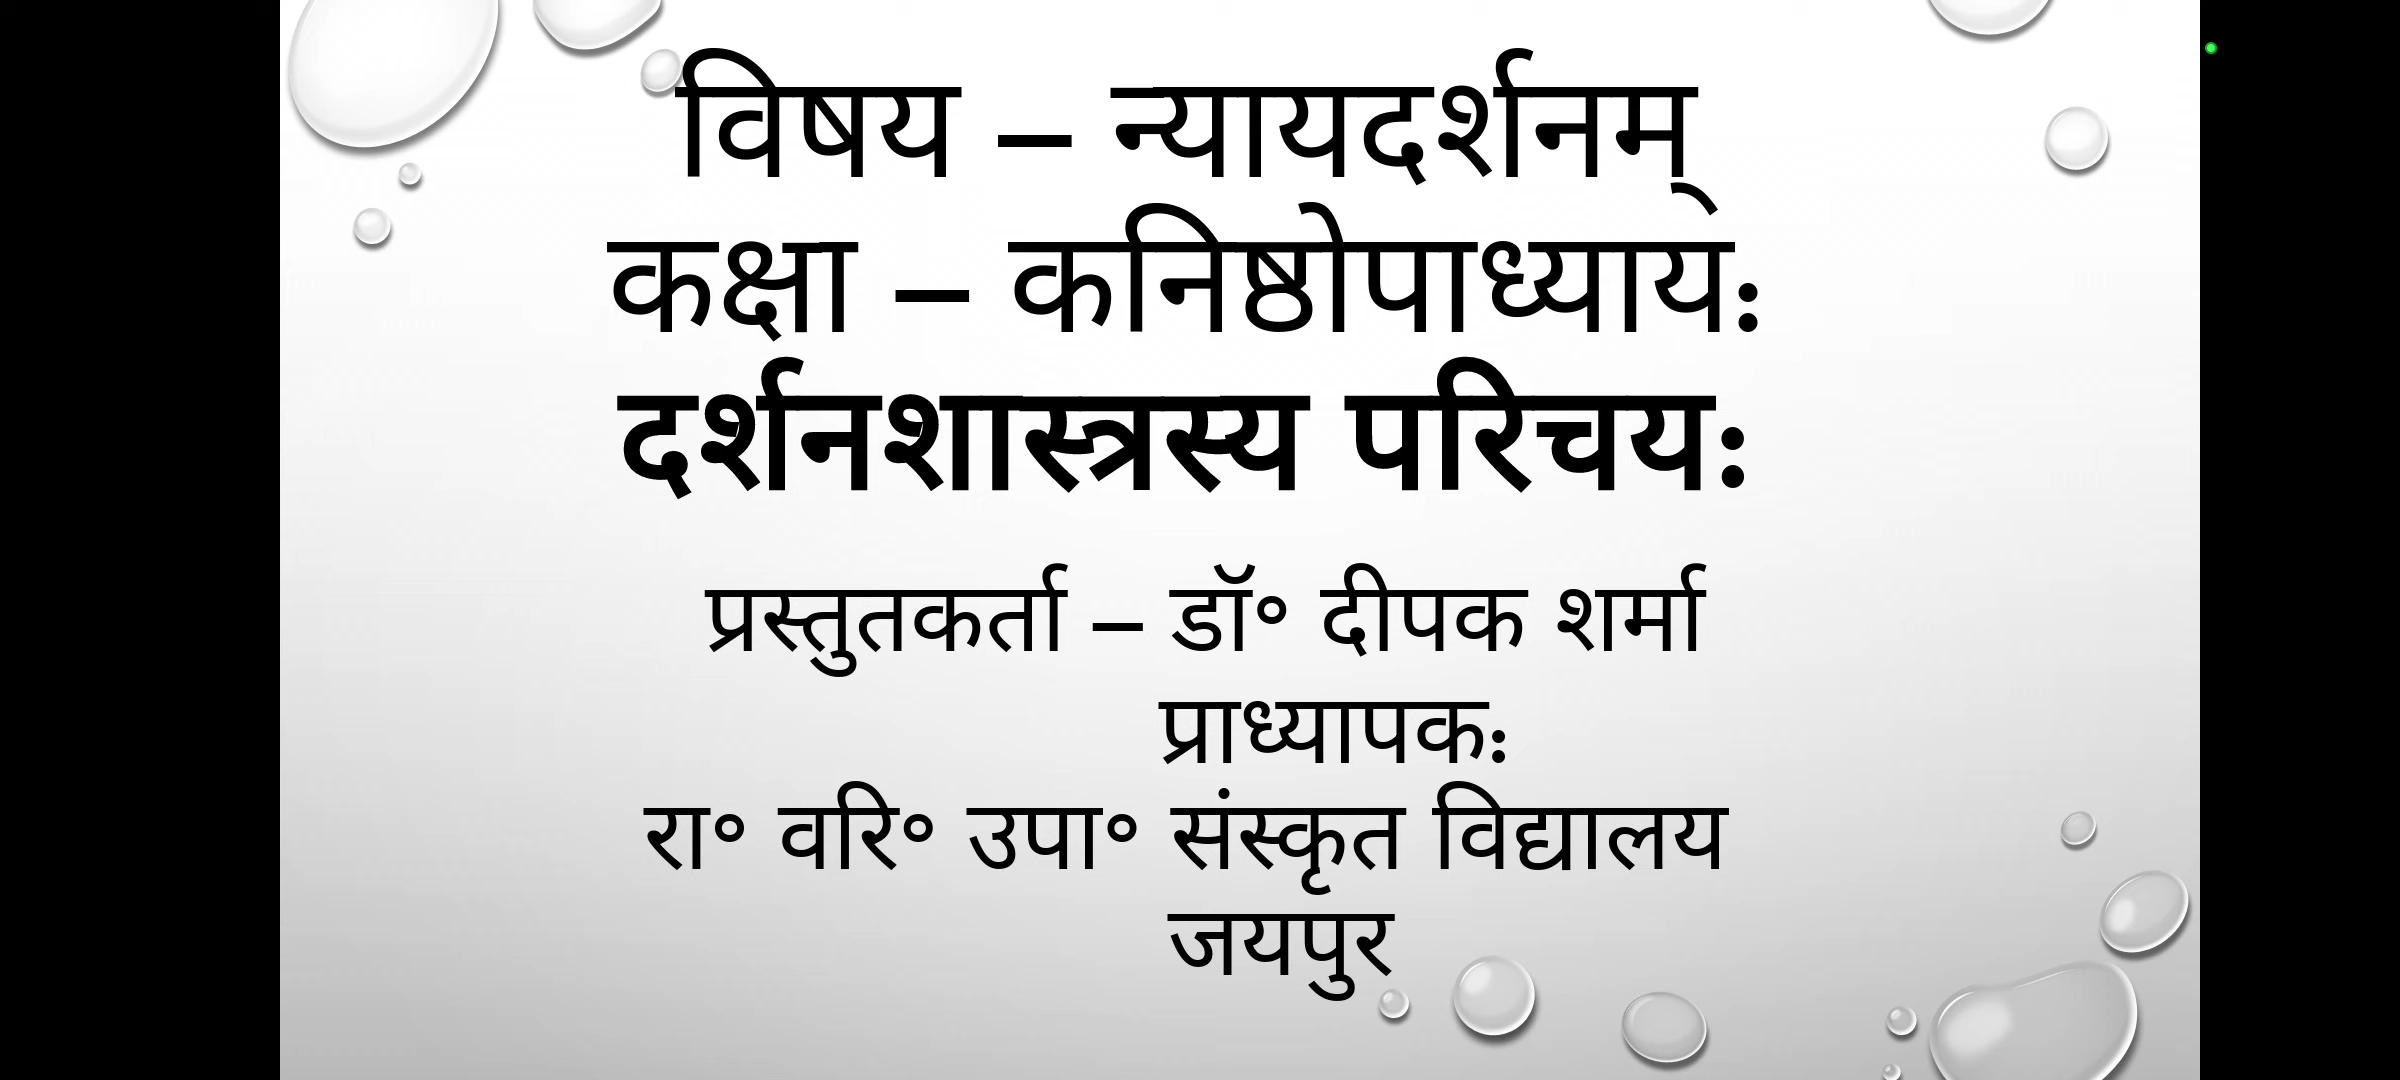 विषय – न्यायदर्शनम्
कक्षा – कनिष्ठोपाध्याय:
दर्शनशास्त्रस्य परिचय:
प्रस्तुतकर्ता – डॉ॰ दीपक शर्मा
प्राध्यापक:
रा॰ वरि॰ उपा॰ संस्कृत विद्यालय
जयपुर